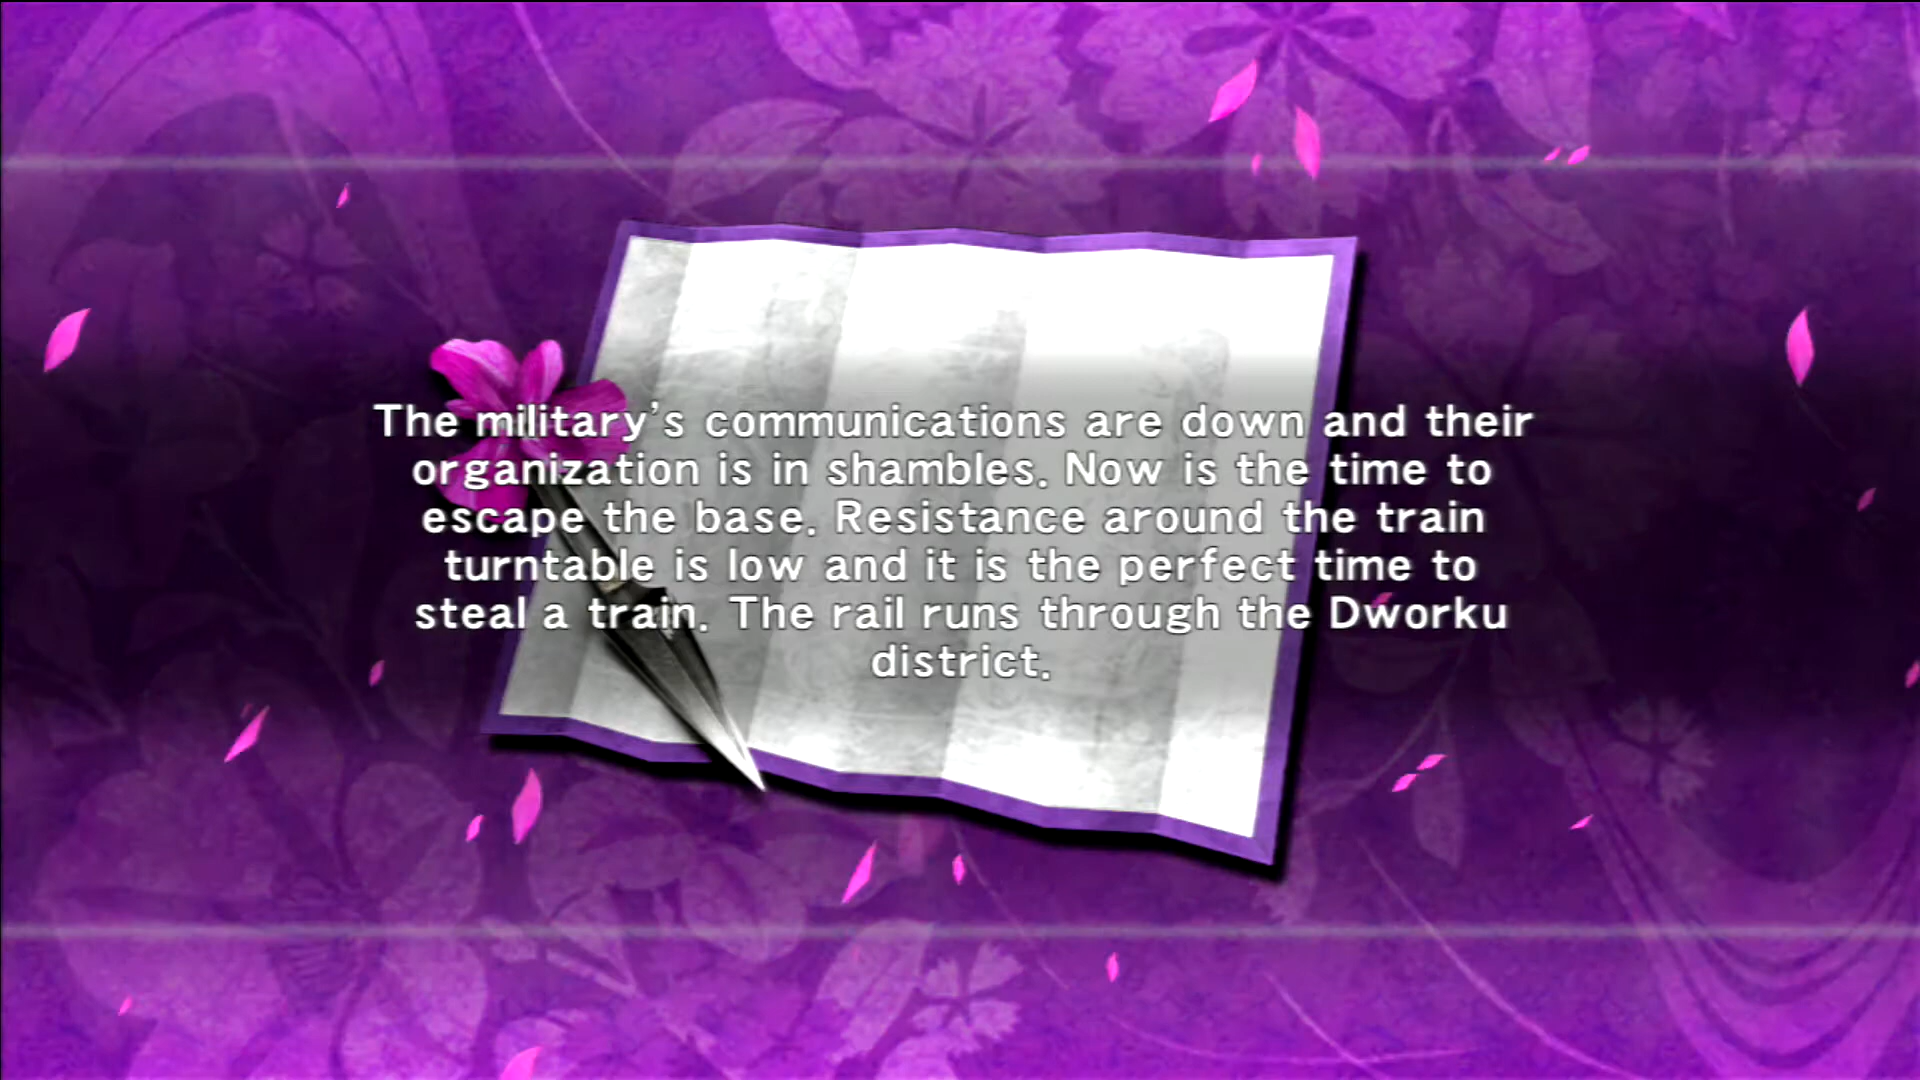 The military's communications are down and their
organization is in shambles. Now is the time to
escape the base. Resistance around the train
turntable is low and it is the perfect time to
steal a train. The rail runs through the Dworku
district.